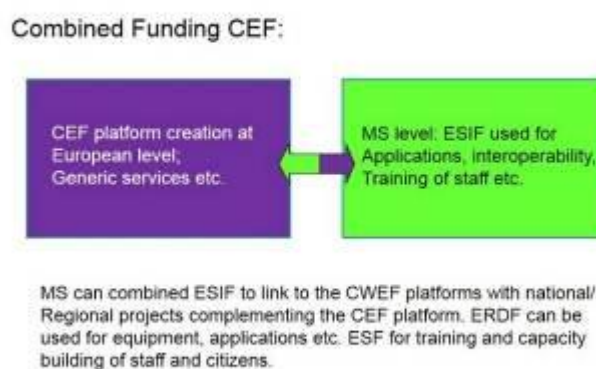 Combined Funding CEF:
CEF platform creation at
European level;
Generic services etc.
MS level: ESIF used for
Applications, interoperability,
Training of staff etc.
MS can combined ESIF to link to the CWEF platforms with national/
Regional projects complementing the CEF platform. ERDF can be
used for equipment, applications etc. ESF for training and capacity
building of staff and citizens.